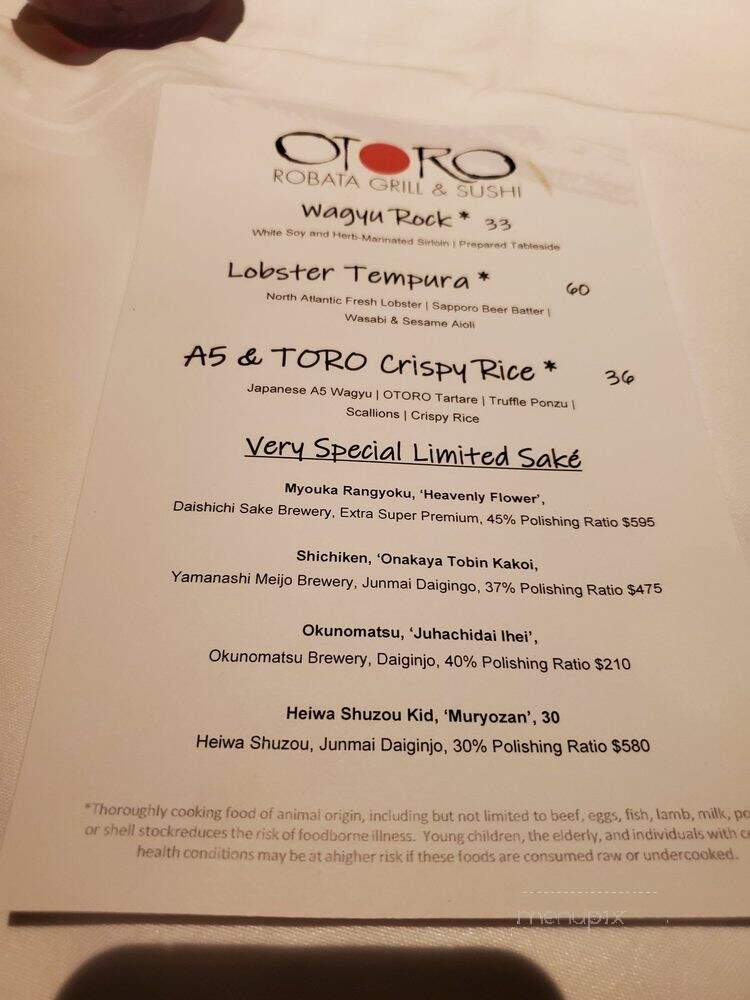 OTORO
ROBATA GRILL & SUSHI
Wagyu Rock * 33
White Soy and Herb-Marinated Sirloin | Prepared Tableside
Lobster Tempura * 60
North Atlantic Fresh Lobster | Sapporo Beer Batter |
Wasabi & Sesame Aioli
A5 & TORO Crispy Rice * 36
Japanese A5 Wagyu | OTORO Tartare | Truffle Ponzu |
Scallions | Crispy Rice
Very Special Limited Saké
Myouka Rangyoku, 'Heavenly Flower',
Daishichi Sake Brewery, Extra Super Premium, 45% Polishing Ratio $595
Shichiken, 'Onakaya Tobin Kakoi,
Yamanashi Meijo Brewery, Junmai Daigingo, 37% Polishing Ratio $475
Okunomatsu, 'Juhachidai Ihei',
Okunomatsu Brewery, Daiginjo, 40% Polishing Ratio $210
Heiwa Shuzou Kid, 'Muryozan', 30
Heiwa Shuzou, Junmai Daiginjo, 30% Polishing Ratio $580
*Thoroughly cooking food of animal origin, including but not limited to beef, eggs, fish, lamb, milk,
or shell stockreduces the risk of foodborne illness. Young children, the elderly, and individuals with
health conditions may be at ahigher risk if these foods are consumed raw or undercooked.
menupix